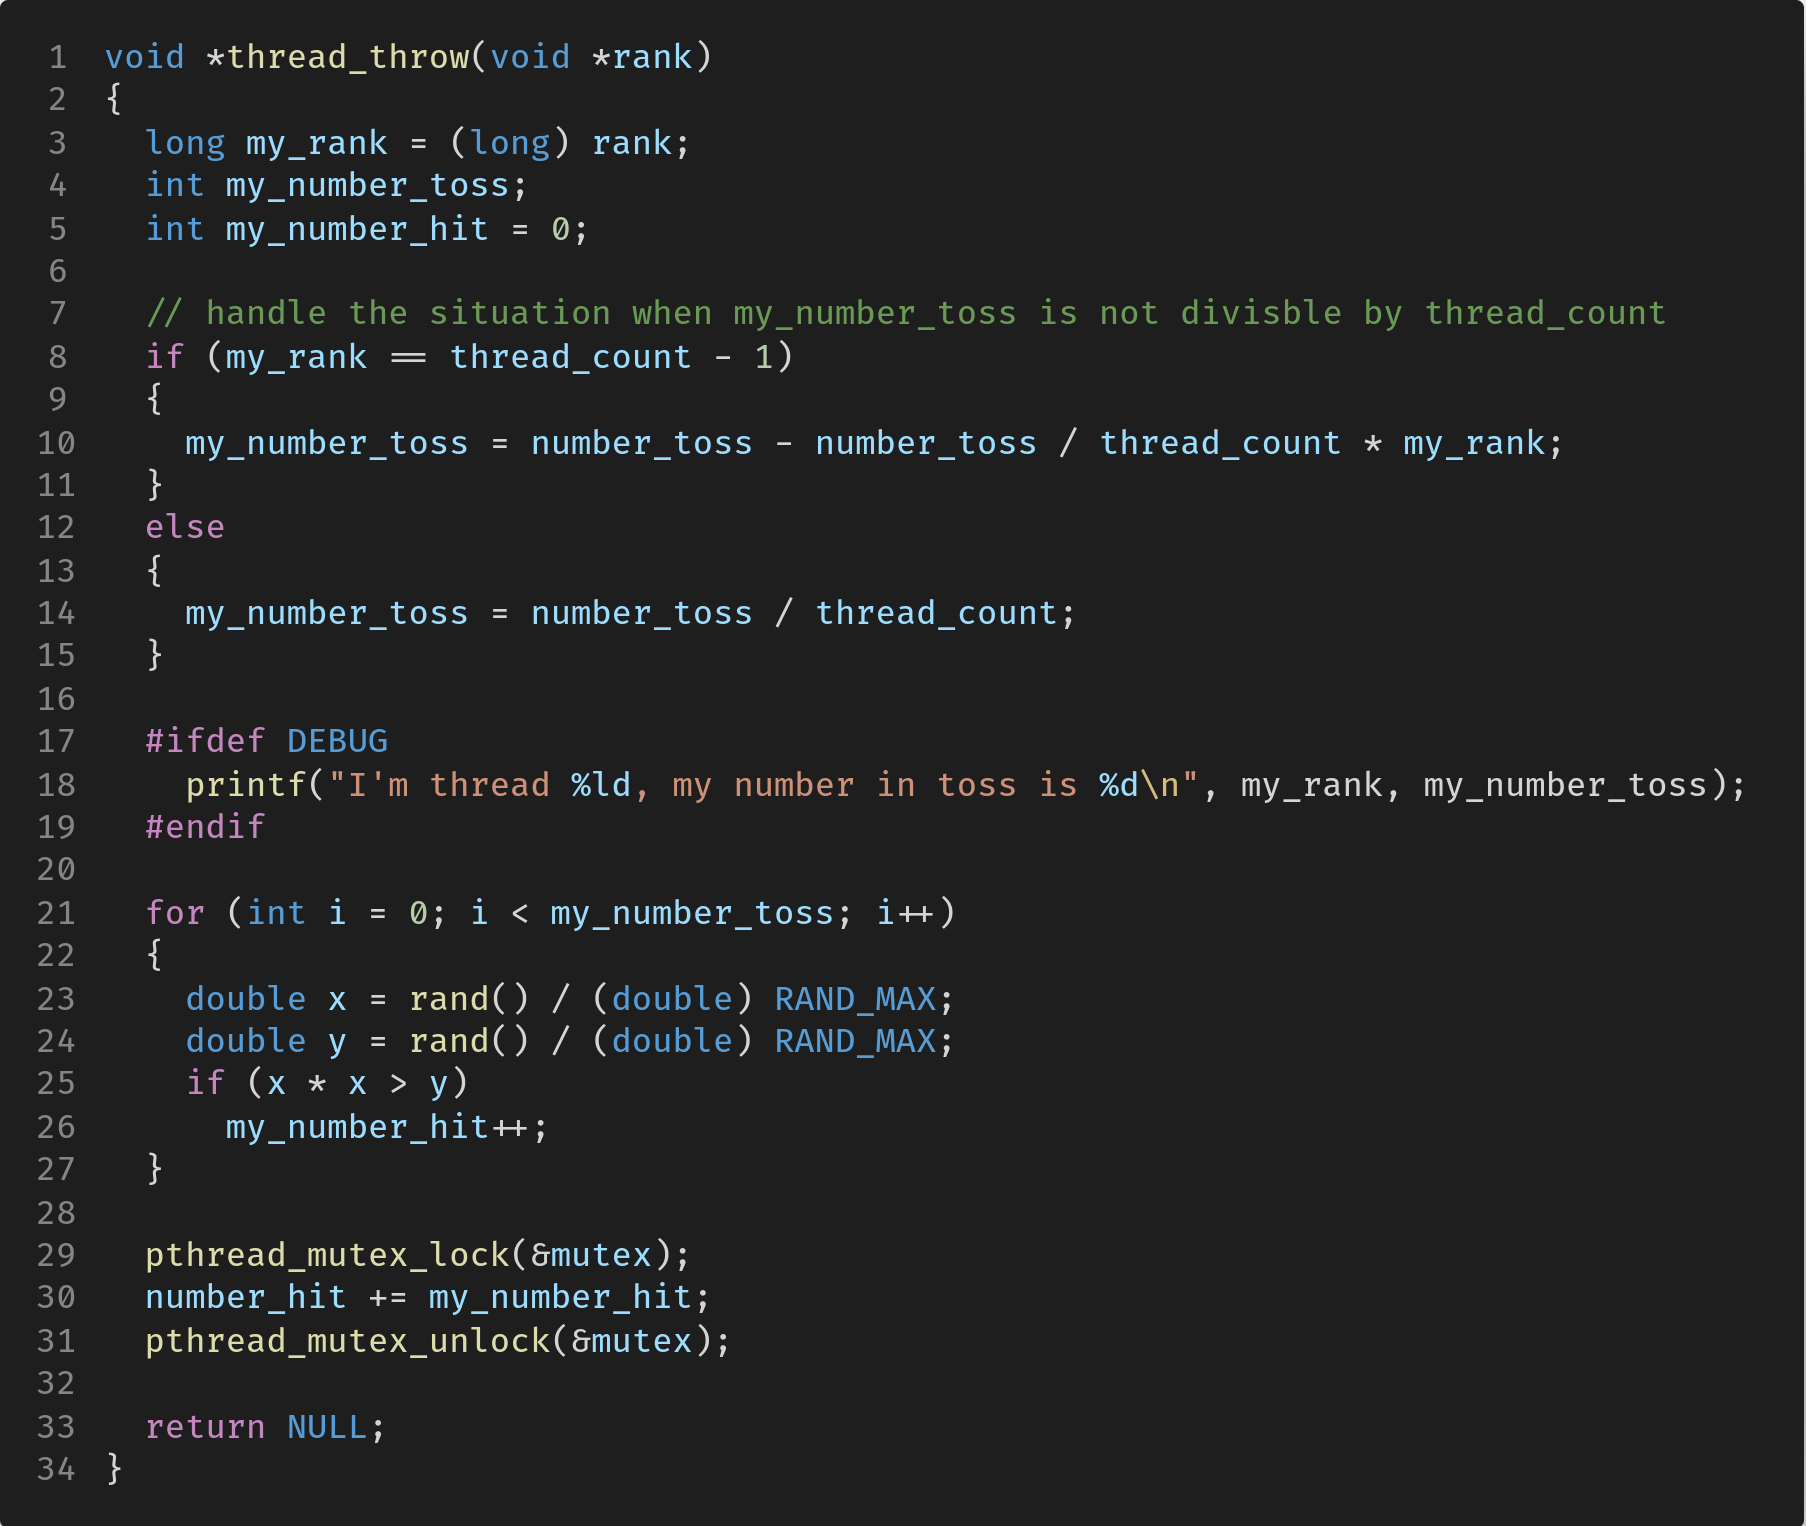 1 void *thread_throw(void *rank)
2 {
3   long my_rank = (long) rank;
4   int my_number_toss;
5   int my_number_hit = 0;
6
7   // handle the situation when my_number_toss is not divisble by thread_count
8   if (my_rank == thread_count - 1)
9   {
10     my_number_toss = number_toss - number_toss / thread_count * my_rank;
11   }
12   else
13   {
14     my_number_toss = number_toss / thread_count;
15   }
16
17   #ifdef DEBUG
18     printf("I'm thread %ld, my number in toss is %d\n", my_rank, my_number_toss);
19   #endif
20
21   for (int i = 0; i < my_number_toss; i++)
22   {
23     double x = rand() / (double) RAND_MAX;
24     double y = rand() / (double) RAND_MAX;
25     if (x * x > y)
26       my_number_hit++;
27   }
28
29   pthread_mutex_lock(&mutex);
30   number_hit += my_number_hit;
31   pthread_mutex_unlock(&mutex);
32
33   return NULL;
34 }